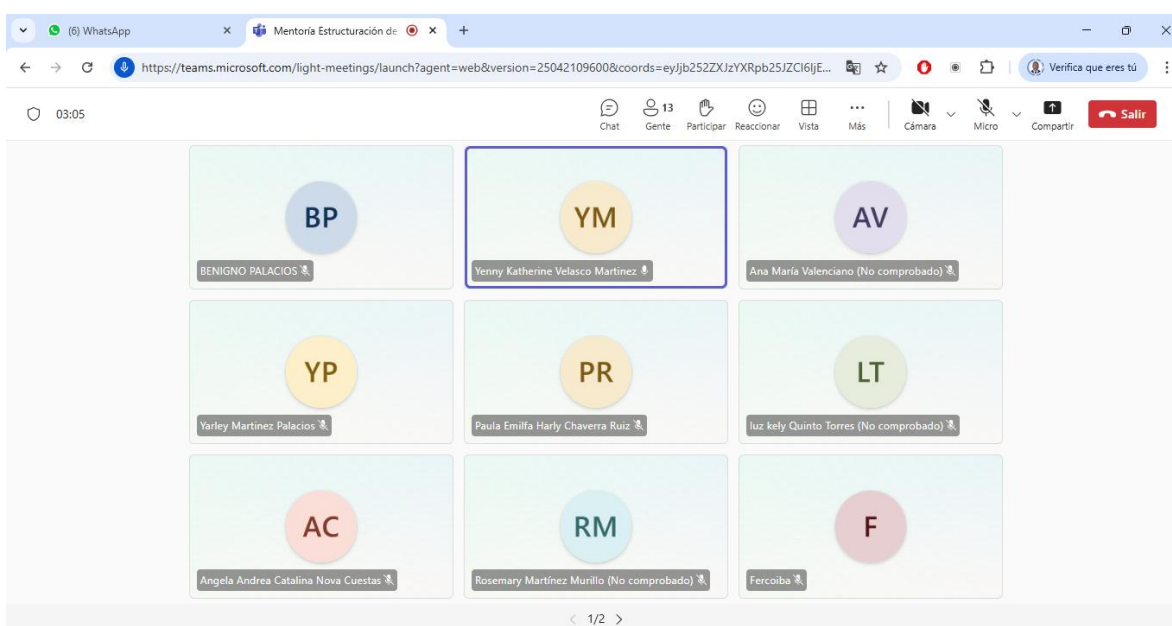 (6) WhatsApp
Mentoría Estructuración de
https://teams.microsoft.com/light-meetings/launch?agent=web&version=25042109600&coords=eyJjb252ZXJzYXRpb25JZCI6IjE...
Verifica que eres tú
03:05
13
Chat Gente Participar Reaccionar Vista Más Cámara Micro Compartir Salir
BP
YM
AV
BENIGNO PALACIOS
Yenny Katherine Velasco Martinez
Ana María Valenciano (No comprobado)
YP
PR
LT
Yarley Martinez Palacios
Paula Emilfa Harly Chaverra Ruiz
luz kely Quinto Torres (No comprobado)
AC
RM
F
Angela Andrea Catalina Nova Cuestas
Rosemary Martínez Murillo (No comprobado)
Fercoiba
1/2